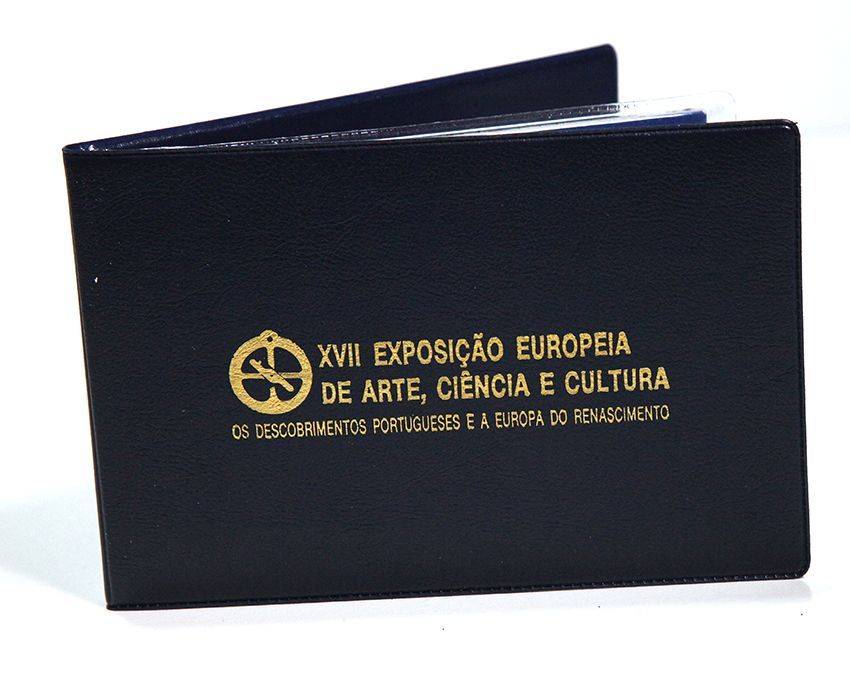 XVII EXPOSIÇÃO EUROPEIA
DE ARTE, CIÊNCIA E CULTURA
OS DESCOBRIMENTOS PORTUGUESES E A EUROPA DO RENASCIMENTO